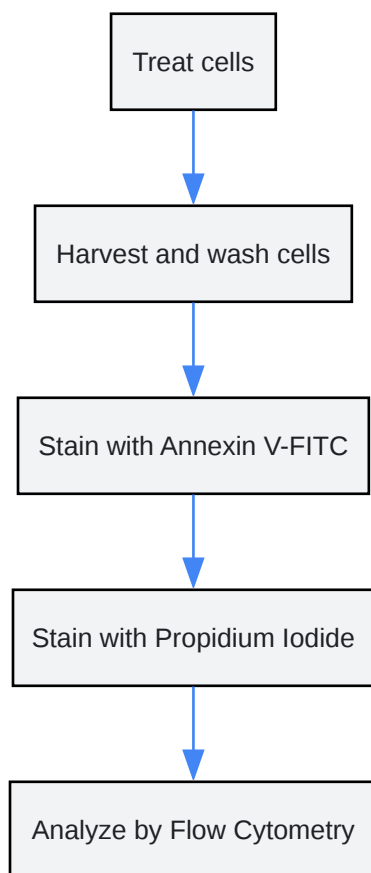 Treat cells
Harvest and wash cells
Stain with Annexin V-FITC
Stain with Propidium Iodide
Analyze by Flow Cytometry